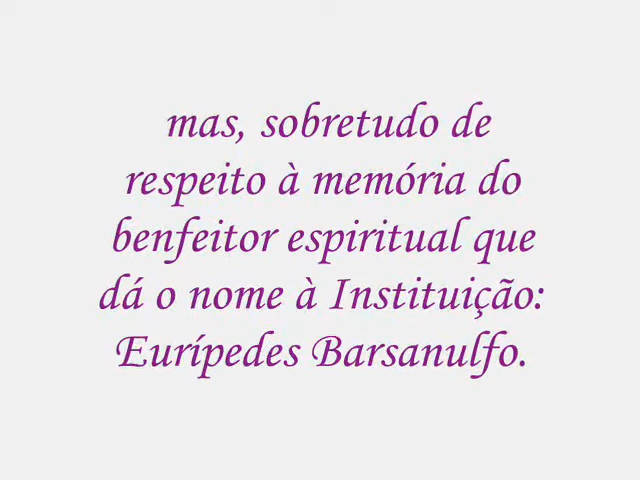 mas, sobretudo de
respeito à memória do
benfeitor espiritual que
dá o nome à Instituição:
Eurípedes Barsanulfo.